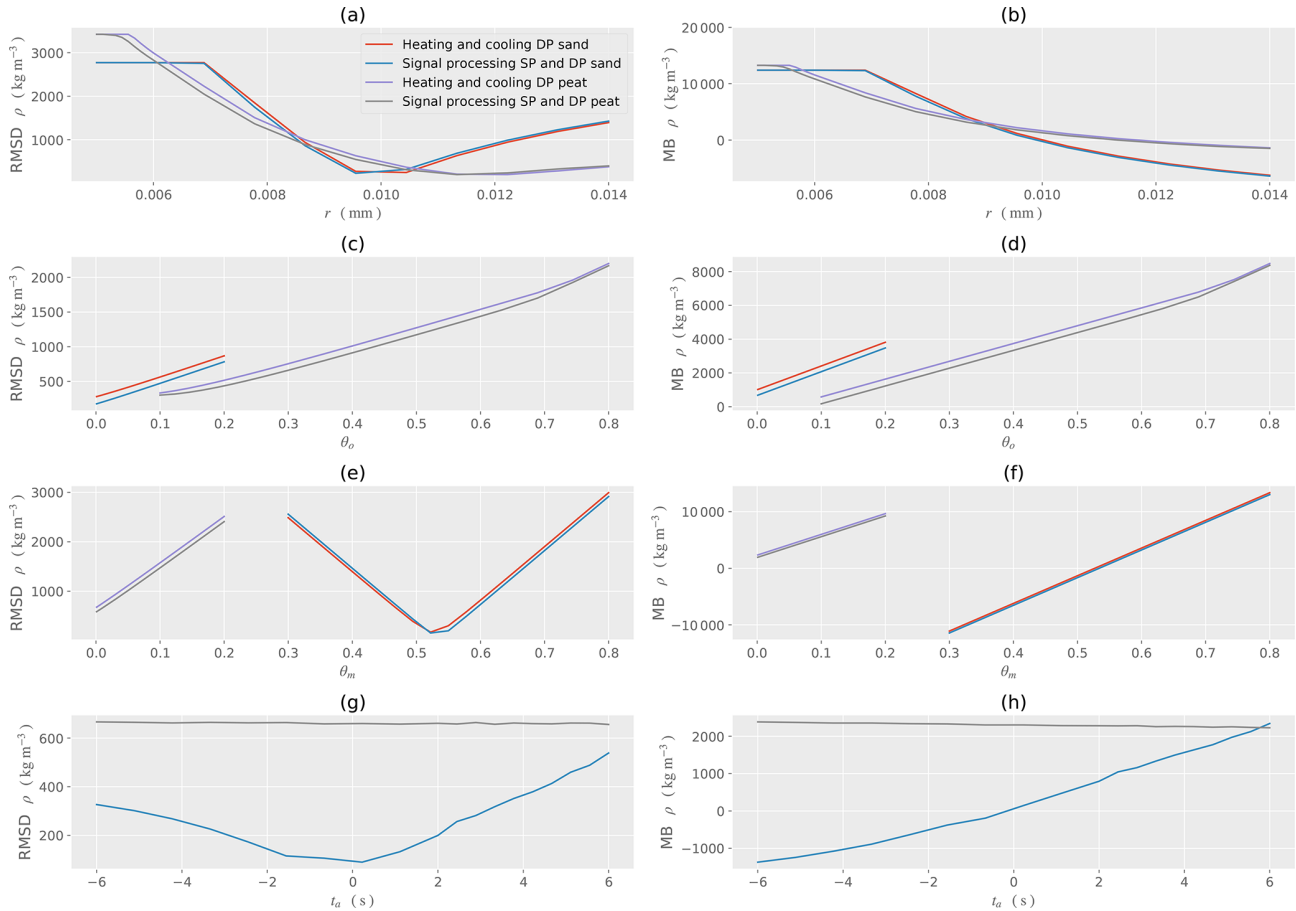 (a)
RMSD ρ (kg m⁻³)
3000
2000
1000
0.006 0.008 0.010 0.012 0.014
r (mm)
Heating and cooling DP sand
Signal processing SP and DP sand
Heating and cooling DP peat
Signal processing SP and DP peat
(b)
MB ρ (kg m⁻³)
20 000
10 000
0
0.006 0.008 0.010 0.012 0.014
r (mm)
(c)
RMSD ρ (kg m⁻³)
2000
1500
1000
500
0.0 0.1 0.2 0.3 0.4 0.5 0.6 0.7 0.8
θₒ
(d)
MB ρ (kg m⁻³)
8000
6000
4000
2000
0
0.0 0.1 0.2 0.3 0.4 0.5 0.6 0.7 0.8
θₒ
(e)
RMSD ρ (kg m⁻³)
3000
2000
1000
0.0 0.1 0.2 0.3 0.4 0.5 0.6 0.7 0.8
θₘ
(f)
MB ρ (kg m⁻³)
10 000
0
−10 000
0.0 0.1 0.2 0.3 0.4 0.5 0.6 0.7 0.8
θₘ
(g)
RMSD ρ (kg m⁻³)
600
400
200
−6 −4 −2 0 2 4 6
tₐ (s)
(h)
MB ρ (kg m⁻³)
2000
1000
0
−1000
−6 −4 −2 0 2 4 6
tₐ (s)